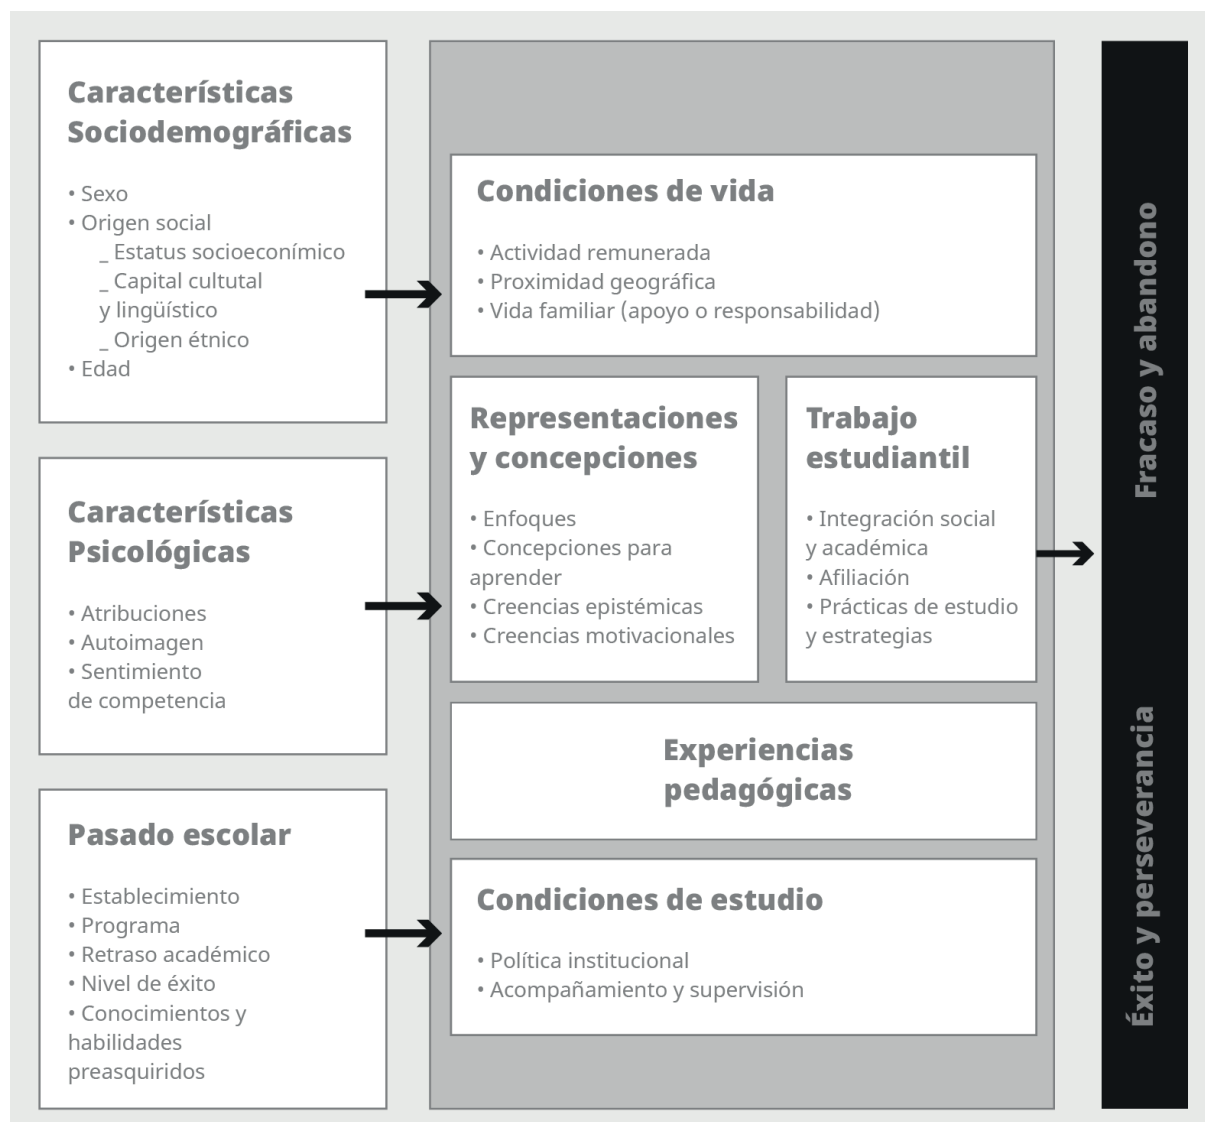 Características
Sociodemográficas
• Sexo
• Origen social
_ Estatus socioeconímico
_ Capital cultutal
y lingüístico
_ Origen étnico
• Edad
Características
Psicológicas
• Atribuciones
• Autoimagen
• Sentimiento
de competencia
Pasado escolar
• Establecimiento
• Programa
• Retraso académico
• Nivel de éxito
• Conocimientos y
habilidades
preasquiridos
Condiciones de vida
• Actividad remunerada
• Proximidad geográfica
• Vida familiar (apoyo o responsabilidad)
Representaciones
y concepciones
• Enfoques
• Concepciones para
aprender
• Creencias epistémicas
• Creencias motivacionales
Trabajo
estudiantil
• Integración social
y académica
• Afiliación
• Prácticas de estudio
y estrategias
Experiencias
pedagógicas
Condiciones de estudio
• Política institucional
• Acompañamiento y supervisión
Fracaso y abandono
Éxito y perseverancia